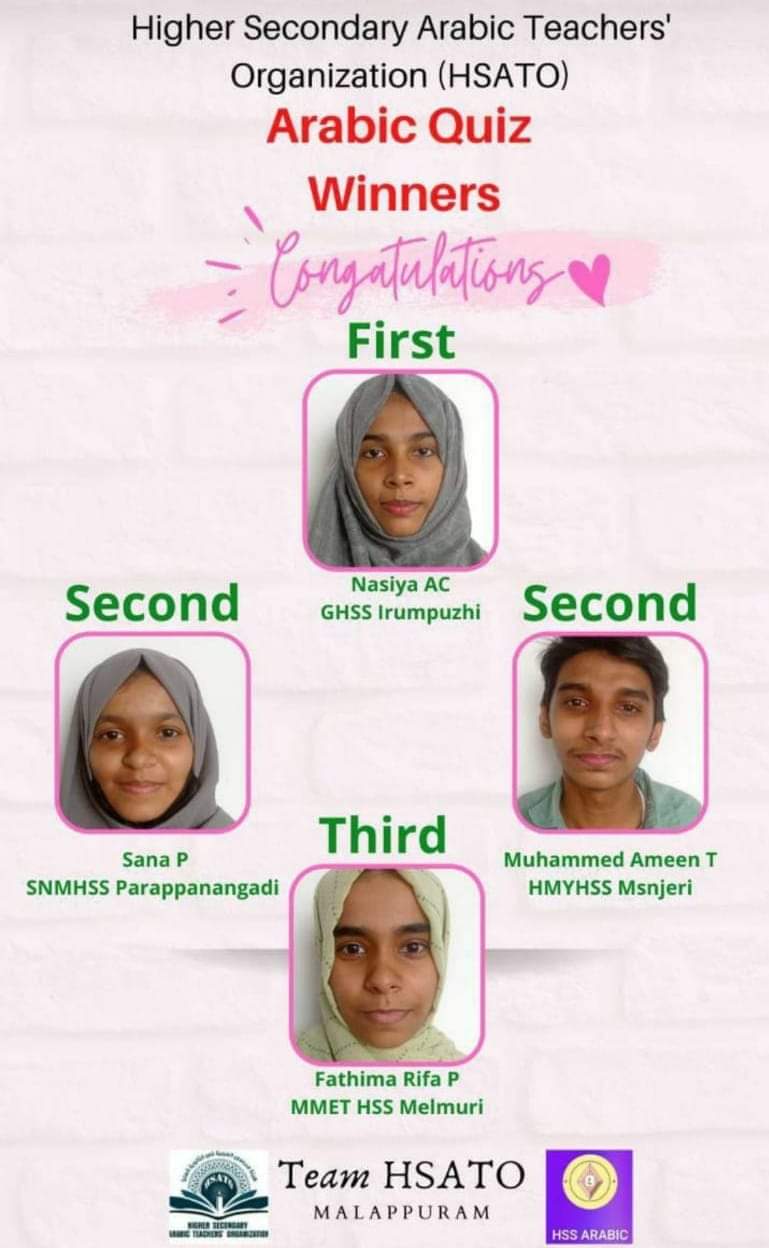 Higher Secondary Arabic Teachers'
Organization (HSATO)
Arabic Quiz
Winners
Congatulations
First
Nasiya AC
GHSS Irumpuzhi
Second
Sana P
SNMHSS Parappanangadi
Second
Muhammed Ameen T
HMYHSS Msnjeri
Third
Fathima Rifa P
MMET HSS Melmuri
HSATO
HIGHER SECONDARY
ARABIC TEACHERS' ORGANIZATION
Team HSATO
MALAPPURAM
HSS ARABIC